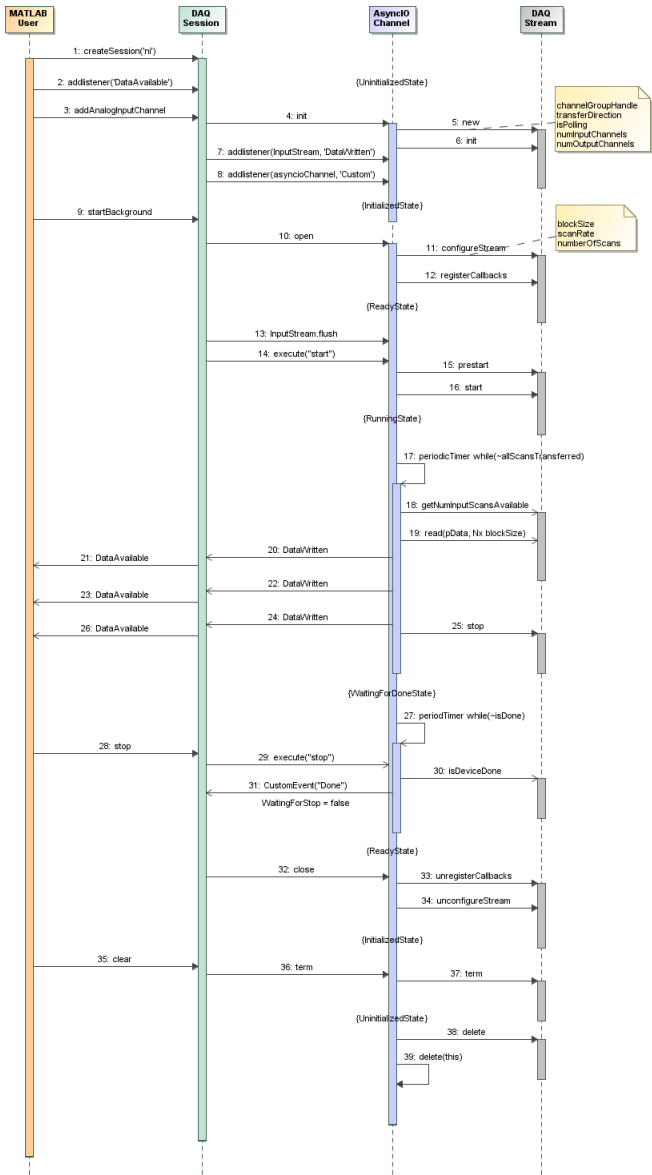 MATLAB
User
DAQ
Session
AsyncIO
Channel
DAQ
Stream
1: createSession('ni')
2: addlistener('DataAvailable')
{UninitializedState}
3: addAnalogInputChannel
4: init
5: new
channelGroupHandle
transferDirection
isPolling
numInputChannels
numOutputChannels
6: init
7: addlistener(InputStream, 'DataWritten')
8: addlistener(asyncioChannel, 'Custom')
{InitializedState}
9: startBackground
10: open
blockSize
scanRate
numberOfScans
11: configureStream
12: registerCallbacks
{ReadyState}
13: InputStream.flush
14: execute("start")
15: prestart
16: start
{RunningState}
17: periodicTimer while(~allScansTransferred)
18: getNumInputScansAvailable
19: read(pData, Nx blockSize)
20: DataWritten
21: DataAvailable
22: DataWritten
23: DataAvailable
24: DataWritten
25: stop
26: DataAvailable
{WaitingForDoneState}
27: periodTimer while(~isDone)
28: stop
29: execute("stop")
30: isDeviceDone
31: CustomEvent("Done")
WaitingForStop = false
{ReadyState}
32: close
33: unregisterCallbacks
34: unconfigureStream
{InitializedState}
35: clear
36: term
37: term
{UninitializedState}
38: delete
39: delete(this)